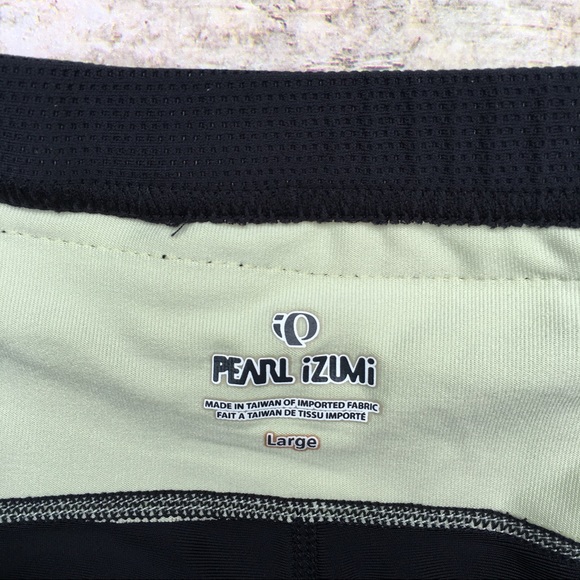 PEARL iZUMi
MADE IN TAIWAN OF IMPORTED FABRIC
FAIT A TAIWAN DE TISSU IMPORTÉ
Large